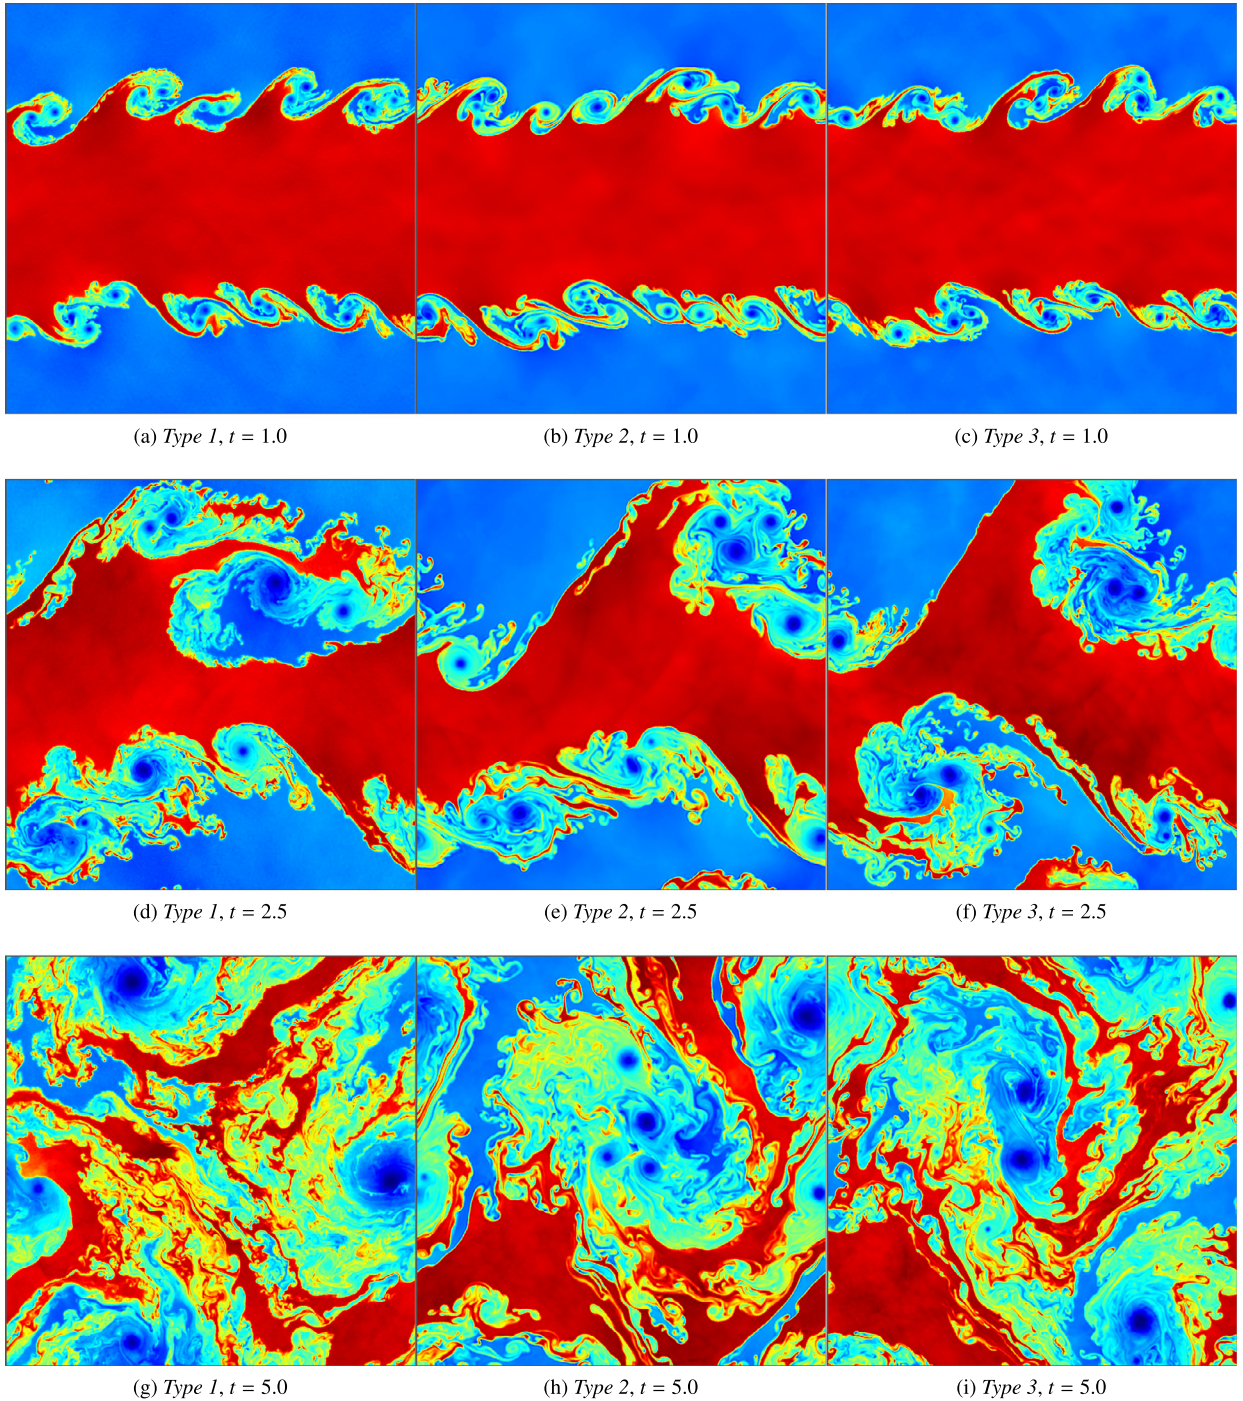 (a) Type 1, t = 1.0
(b) Type 2, t = 1.0
(c) Type 3, t = 1.0
(d) Type 1, t = 2.5
(e) Type 2, t = 2.5
(f) Type 3, t = 2.5
(g) Type 1, t = 5.0
(h) Type 2, t = 5.0
(i) Type 3, t = 5.0